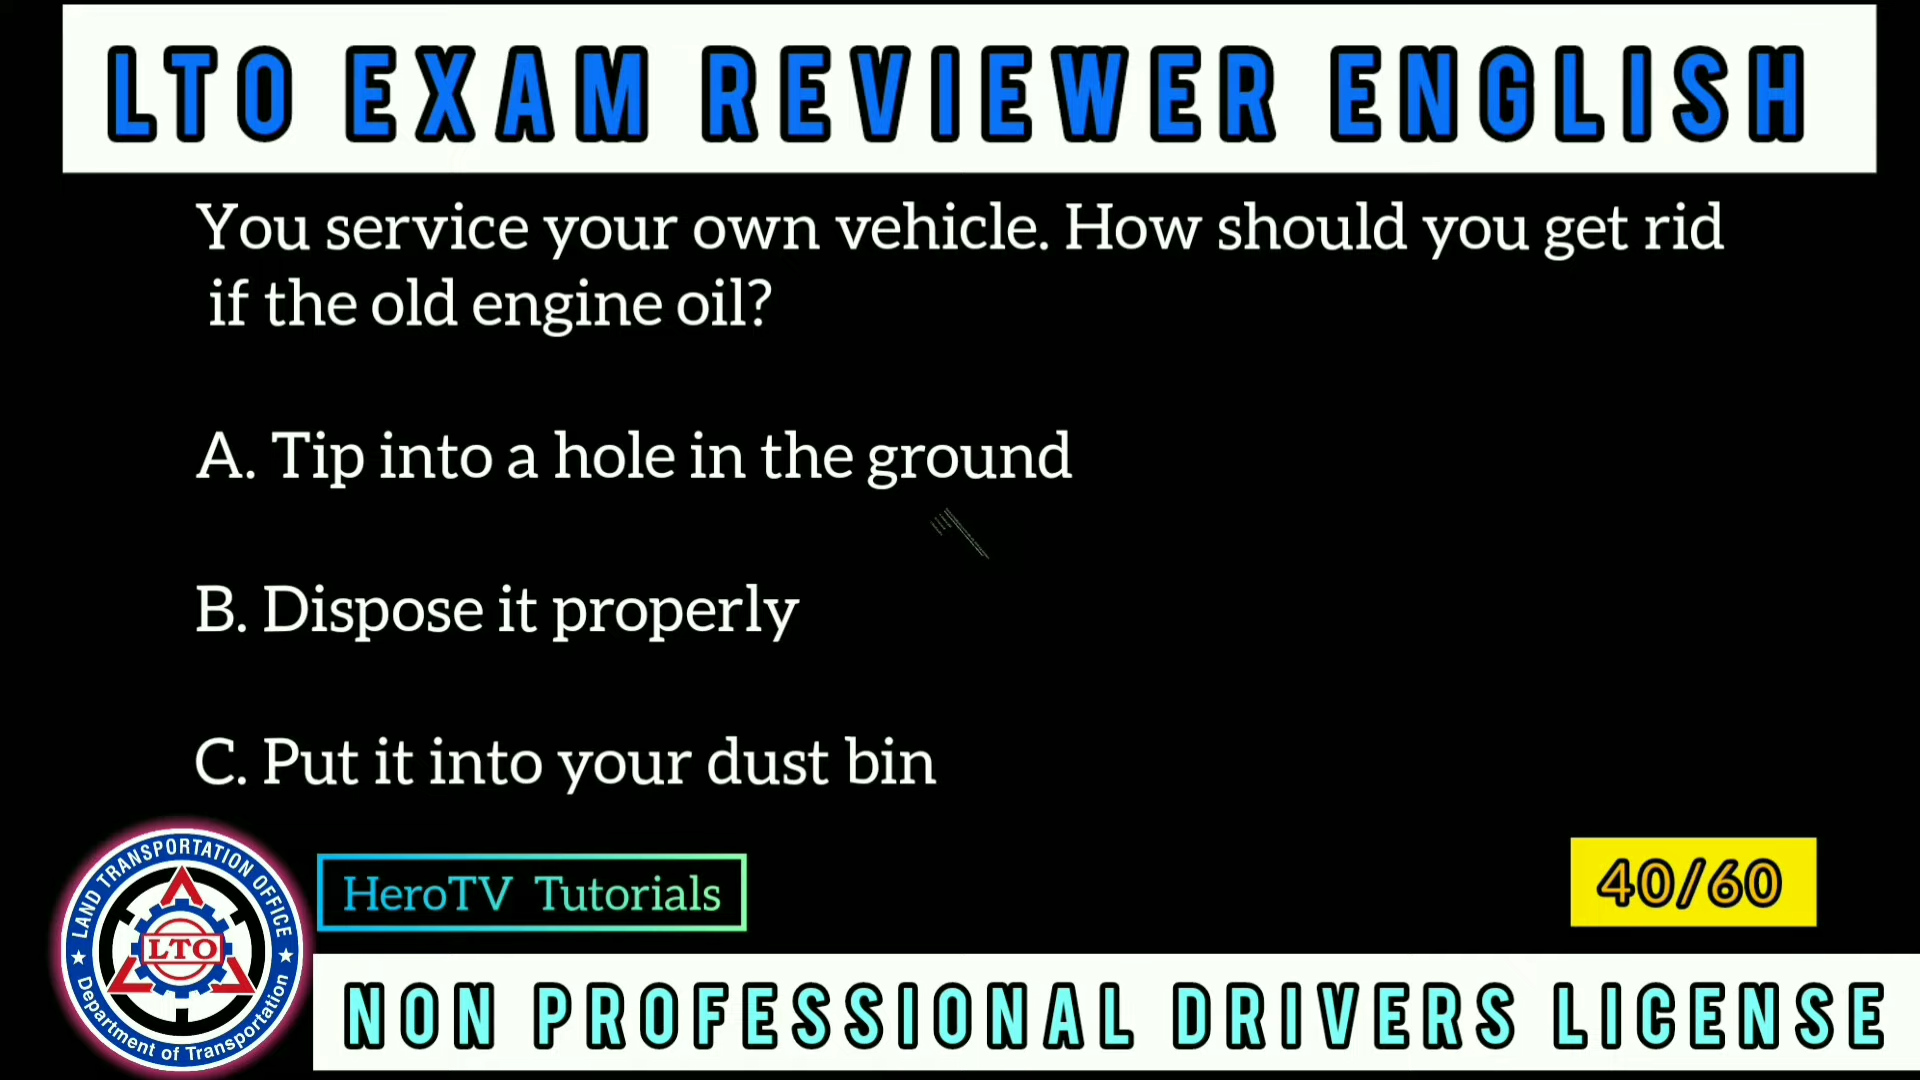 LTO EXAM REVIEWER ENGLISH
You service your own vehicle. How should you get rid
if the old engine oil?
A. Tip into a hole in the ground
B. Dispose it properly
C. Put it into your dust bin
LAND TRANSPORTATION OFFICE
LTO
Department of Transportation
HeroTV Tutorials
40/60
NON PROFESSIONAL DRIVERS LICENSE